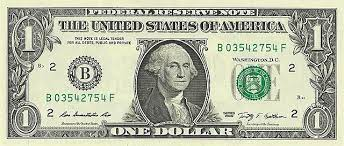 FEDERAL RESERVE NOTE
THE UNITED STATES OF AMERICA
1
1
THIS NOTE IS LEGAL TENDER
FOR ALL DEBTS, PUBLIC AND PRIVATE
B 03542754 F
WASHINGTON, D.C.
2
B
2
B 03542754 F
2
2
WASHINGTON
1
ONE DOLLAR
1